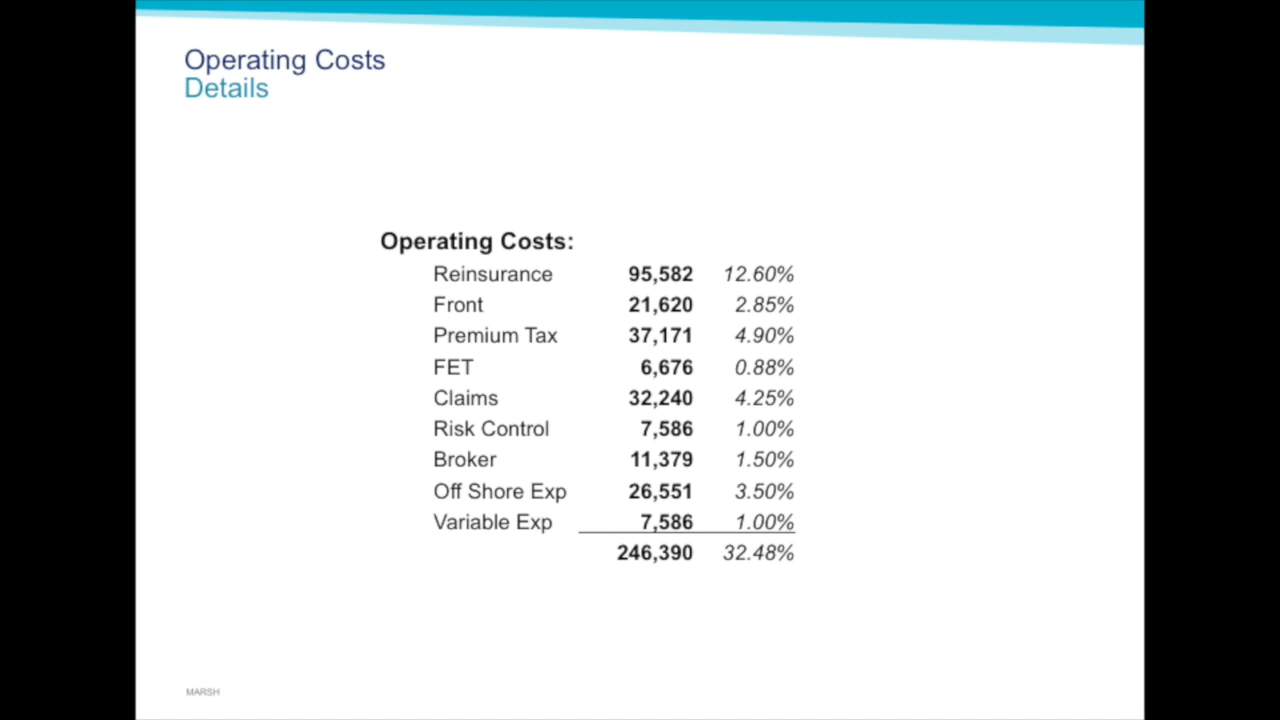 Operating Costs
Details
Operating Costs:
Reinsurance 95,582 12.60%
Front 21,620 2.85%
Premium Tax 37,171 4.90%
FET 6,676 0.88%
Claims 32,240 4.25%
Risk Control 7,586 1.00%
Broker 11,379 1.50%
Off Shore Exp 26,551 3.50%
Variable Exp 7,586 1.00%
246,390 32.48%
MARSH